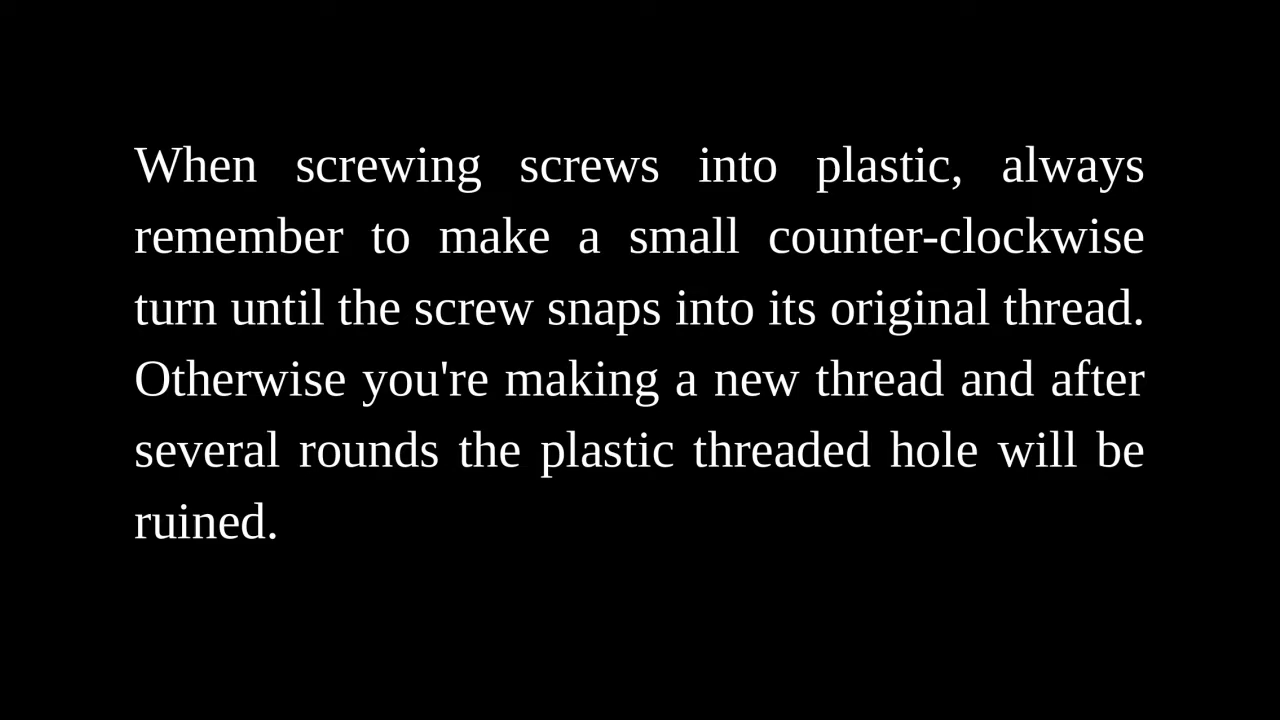 When screwing screws into plastic, always
remember to make a small counter-clockwise
turn until the screw snaps into its original thread.
Otherwise you're making a new thread and after
several rounds the plastic threaded hole will be
ruined.